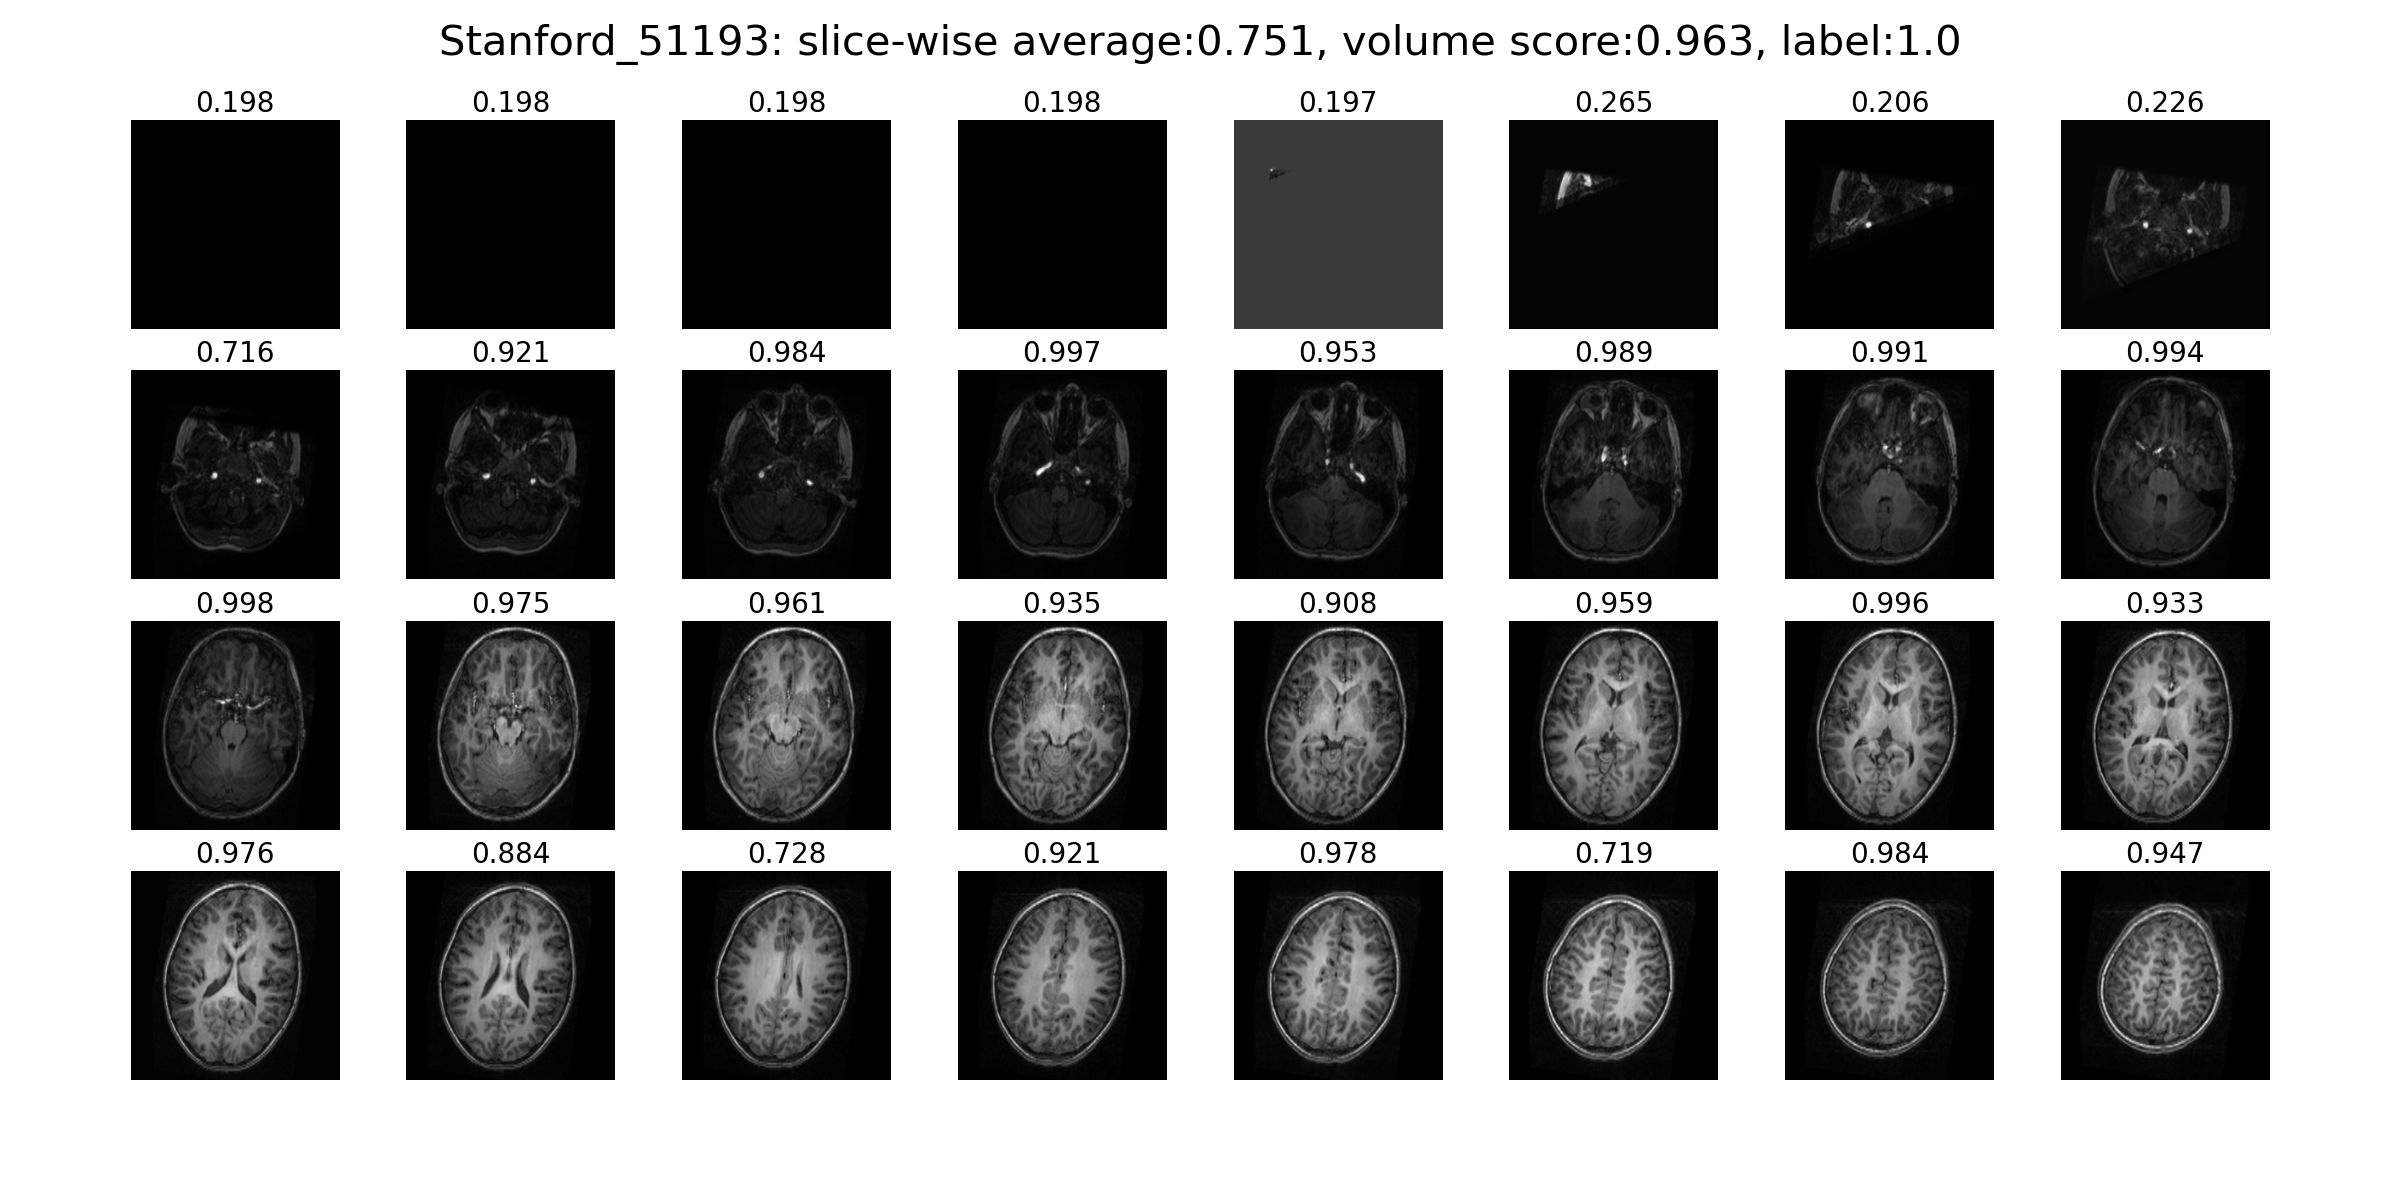 Stanford_51193: slice-wise average:0.751, volume score:0.963, label:1.0
0.198 0.198 0.198 0.198 0.197 0.265 0.206 0.226
0.716 0.921 0.984 0.997 0.953 0.989 0.991 0.994
0.998 0.975 0.961 0.935 0.908 0.959 0.996 0.933
0.976 0.884 0.728 0.921 0.978 0.719 0.984 0.947